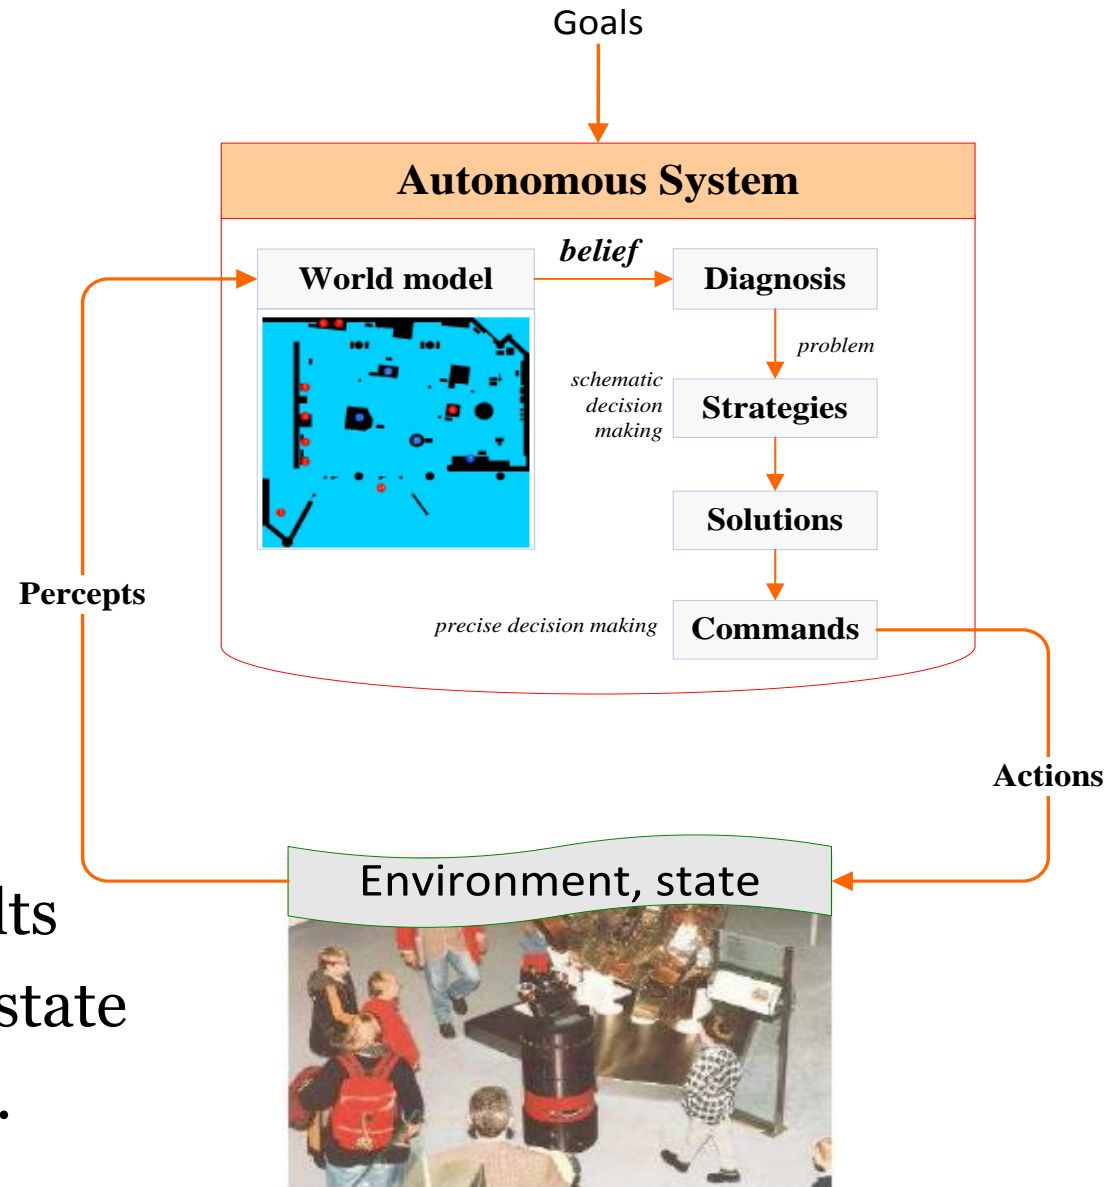 Goals
Autonomous System
belief
World model
Diagnosis
problem
schematic
decision
making
Strategies
Solutions
Percepts
precise decision making
Commands
Actions
Environment, state
lts
state
.